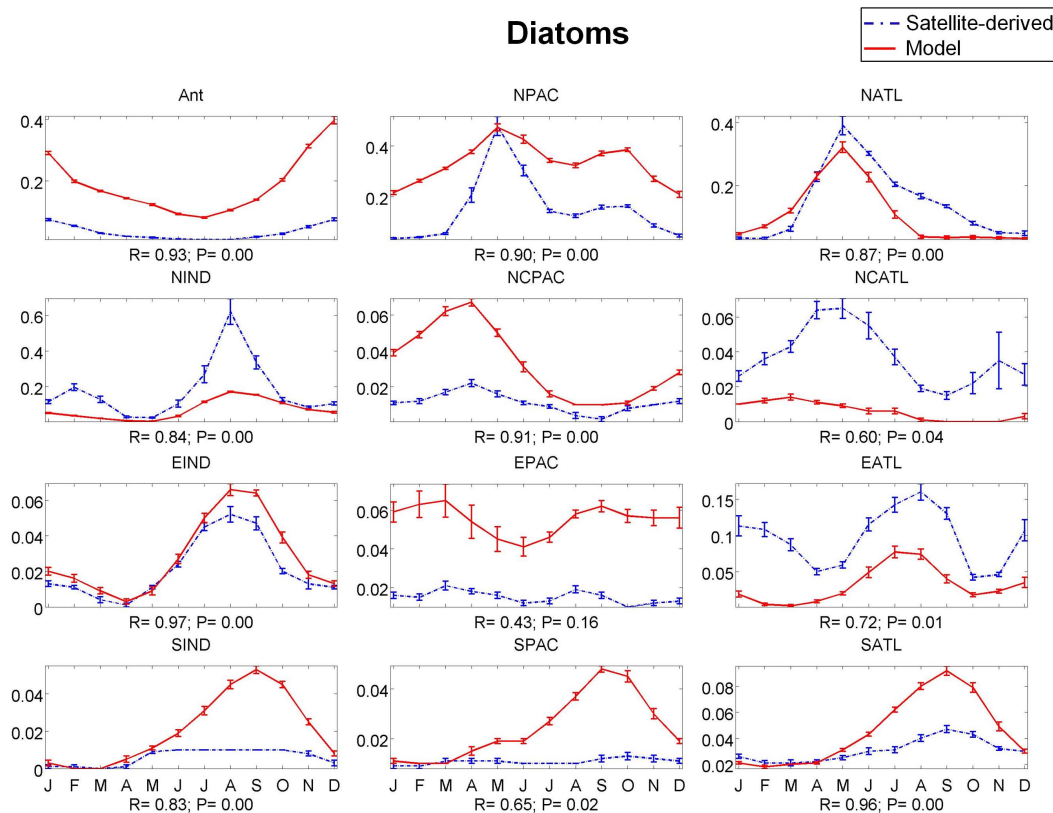 Diatoms
Satellite-derived
Model
Ant
NPAC
NATL
0.4
0.2
0.4
0.2
0.4
0.2
R= 0.93; P= 0.00
R= 0.90; P= 0.00
R= 0.87; P= 0.00
NIND
NCPAC
NCATL
0.6
0.4
0.2
0.06
0.04
0.02
0
0.06
0.04
0.02
0
R= 0.84; P= 0.00
R= 0.91; P= 0.00
R= 0.60; P= 0.04
EIND
EPAC
EATL
0.06
0.04
0.02
0
0.06
0.04
0.02
0.15
0.1
0.05
R= 0.97; P= 0.00
R= 0.43; P= 0.16
R= 0.72; P= 0.01
SIND
SPAC
SATL
0.04
0.02
0
0.04
0.02
0.08
0.06
0.04
0.02
J F M A M J J A S O N D
J F M A M J J A S O N D
J F M A M J J A S O N D
R= 0.83; P= 0.00
R= 0.65; P= 0.02
R= 0.96; P= 0.00